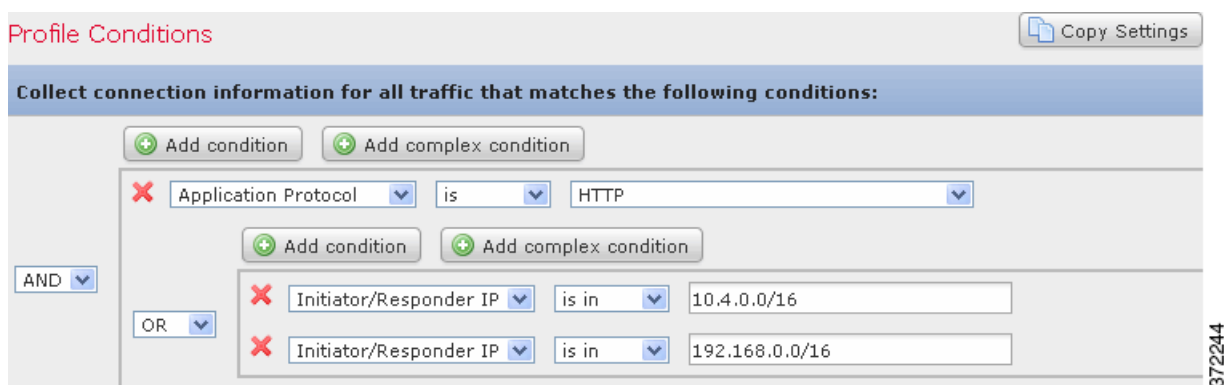 Profile Conditions
Copy Settings
Collect connection information for all traffic that matches the following conditions:
Add condition
Add complex condition
Application Protocol
is
HTTP
Add condition
Add complex condition
AND
OR
Initiator/Responder IP
is in
10.4.0.0/16
Initiator/Responder IP
is in
192.168.0.0/16
372244